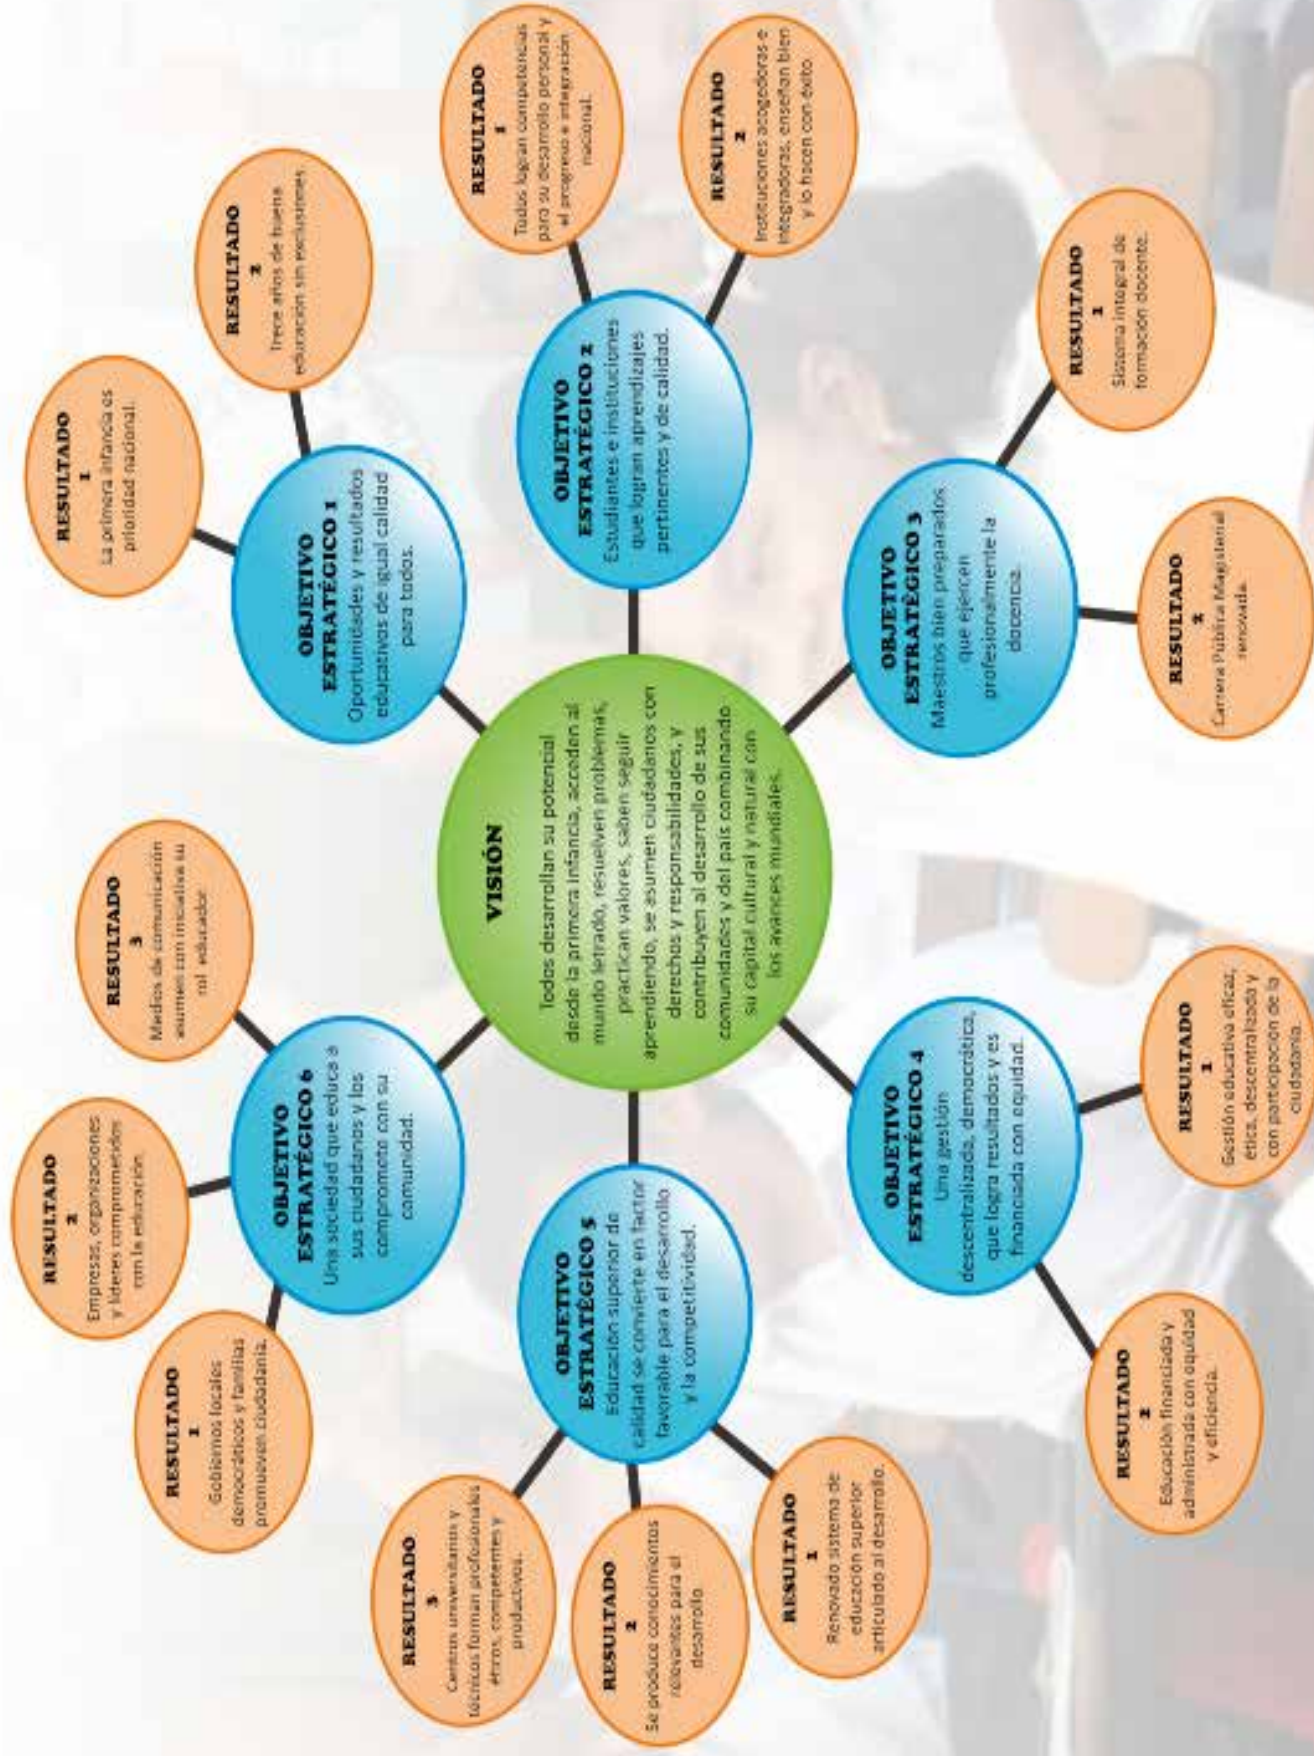 VISIÓN
Todos desarrollan su potencial
desde la primera infancia, acceden al
mundo letrado, resuelven problemas,
practican valores, saben seguir
aprendiendo, se asumen ciudadanos con
derechos y responsabilidades, y
contribuyen al desarrollo de sus
comunidades y del país combinando
su capital cultural y natural con
los avances mundiales.
OBJETIVO
ESTRATÉGICO 1
Oportunidades y resultados
educativos de igual calidad
para todos.
RESULTADO
1
La primera infancia es
prioridad nacional.
RESULTADO
2
Trece años de buena
educación sin exclusiones.
OBJETIVO
ESTRATÉGICO 2
Estudiantes e instituciones
que logran aprendizajes
pertinentes y de calidad.
RESULTADO
1
Todos logran competencias
para su desarrollo personal y
el progreso e integración
nacional.
RESULTADO
2
Instituciones acogedoras e
integradoras, enseñan bien
y lo hacen con éxito.
OBJETIVO
ESTRATÉGICO 3
Maestros bien preparados
que ejercen
profesionalmente la
docencia.
RESULTADO
1
Sistema integral de
formación docente.
RESULTADO
2
Carrera Pública Magisterial
renovada.
OBJETIVO
ESTRATÉGICO 4
Una gestión
descentralizada, democrática,
que logra resultados y es
financiada con equidad.
RESULTADO
1
Gestión educativa eficaz,
ética, descentralizada y
con participación de la
ciudadanía.
RESULTADO
2
Educación financiada y
administrada con equidad
y eficiencia.
OBJETIVO
ESTRATÉGICO 5
Educación superior de
calidad se convierte en factor
favorable para el desarrollo
y la competitividad.
RESULTADO
1
Renovado sistema de
educación superior
articulado al desarrollo.
RESULTADO
2
Se produce conocimientos
relevantes para el
desarrollo
RESULTADO
3
Centros universitarios y
técnicos forman profesionales
éticos, competentes y
productivos.
OBJETIVO
ESTRATÉGICO 6
Una sociedad que educa a
sus ciudadanos y los
compromete con su
comunidad.
RESULTADO
1
Gobiernos locales
democráticos y familias
promueven ciudadanía.
RESULTADO
2
Empresas, organizaciones
y líderes comprometidos
con la educación.
RESULTADO
3
Medios de comunicación
asumen con iniciativa su
rol educador